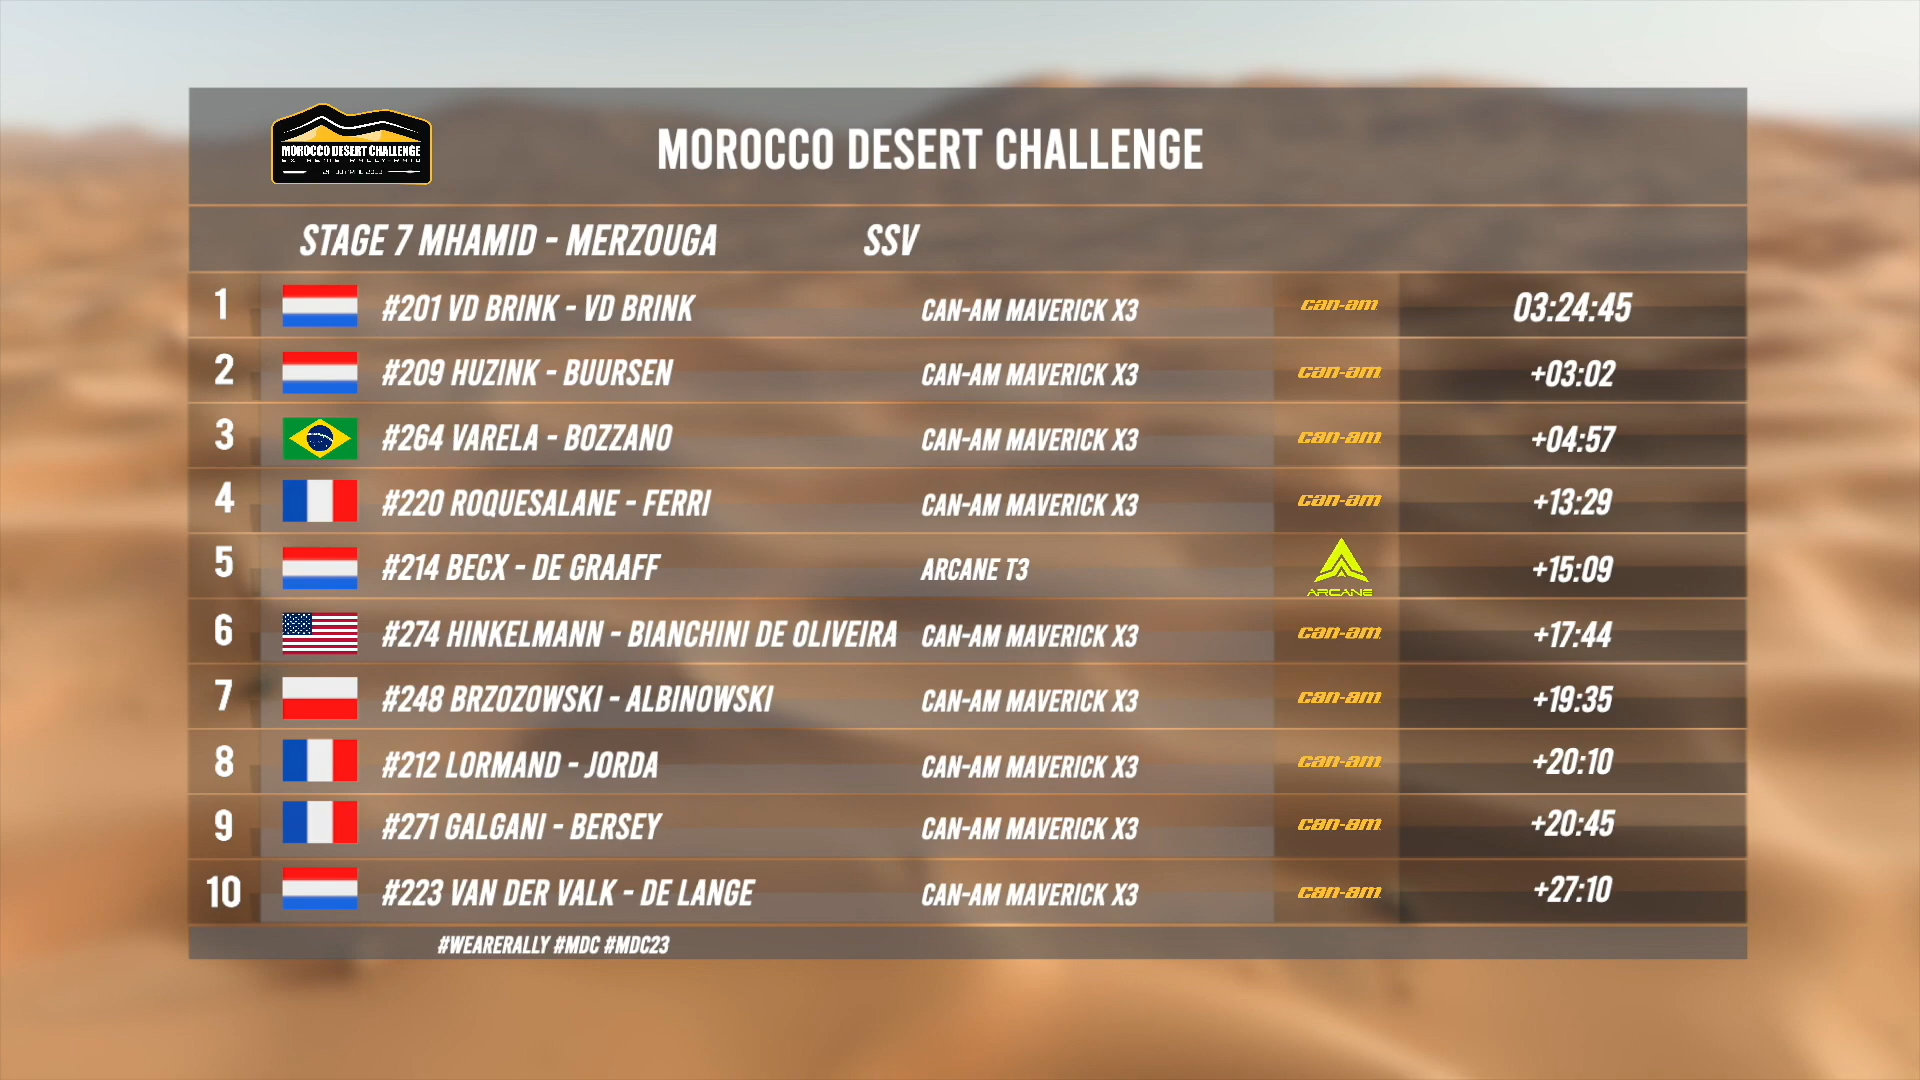 MOROCCO DESERT CHALLENGE
MOROCCO DESERT CHALLENGE
EXTREME RALLY-RAID
STAGE 7 MHAMID - MERZOUGA SSV
1 #201 VD BRINK - VD BRINK CAN-AM MAVERICK X3 can-am 03:24:45
2 #209 HUZINK - BUURSEN CAN-AM MAVERICK X3 can-am +03:02
3 #264 VARELA - BOZZANO CAN-AM MAVERICK X3 can-am +04:57
4 #220 ROQUESALANE - FERRI CAN-AM MAVERICK X3 can-am +13:29
5 #214 BECX - DE GRAAFF ARCANE T3 ARCANE +15:09
6 #274 HINKELMANN - BIANCHINI DE OLIVEIRA CAN-AM MAVERICK X3 can-am +17:44
7 #248 BRZOZOWSKI - ALBINOWSKI CAN-AM MAVERICK X3 can-am +19:35
8 #212 LORMAND - JORDA CAN-AM MAVERICK X3 can-am +20:10
9 #271 GALGANI - BERSEY CAN-AM MAVERICK X3 can-am +20:45
10 #223 VAN DER VALK - DE LANGE CAN-AM MAVERICK X3 can-am +27:10
#WEARERALLY #MDC #MDC23